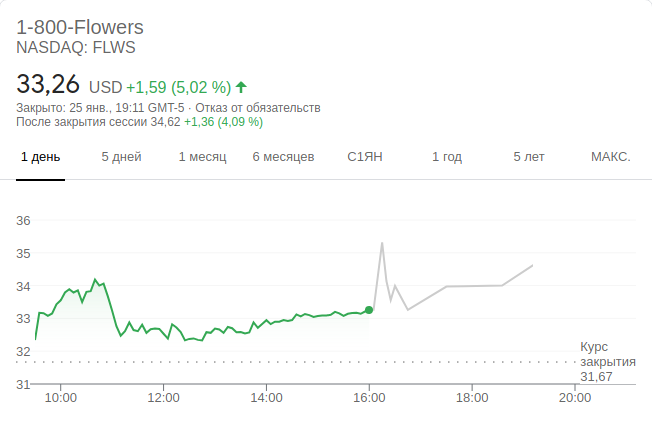 1-800-Flowers
NASDAQ: FLWS
33,26 USD +1,59 (5,02 %)
Закрыто: 25 янв., 19:11 GMT-5 · Отказ от обязательств
После закрытия сессии 34,62 +1,36 (4,09 %)
1 день 5 дней 1 месяц 6 месяцев С1ЯН 1 год 5 лет МАКС.
36
35
34
33
32
31
Курс
закрытия
31,67
10:00 12:00 14:00 16:00 18:00 20:00